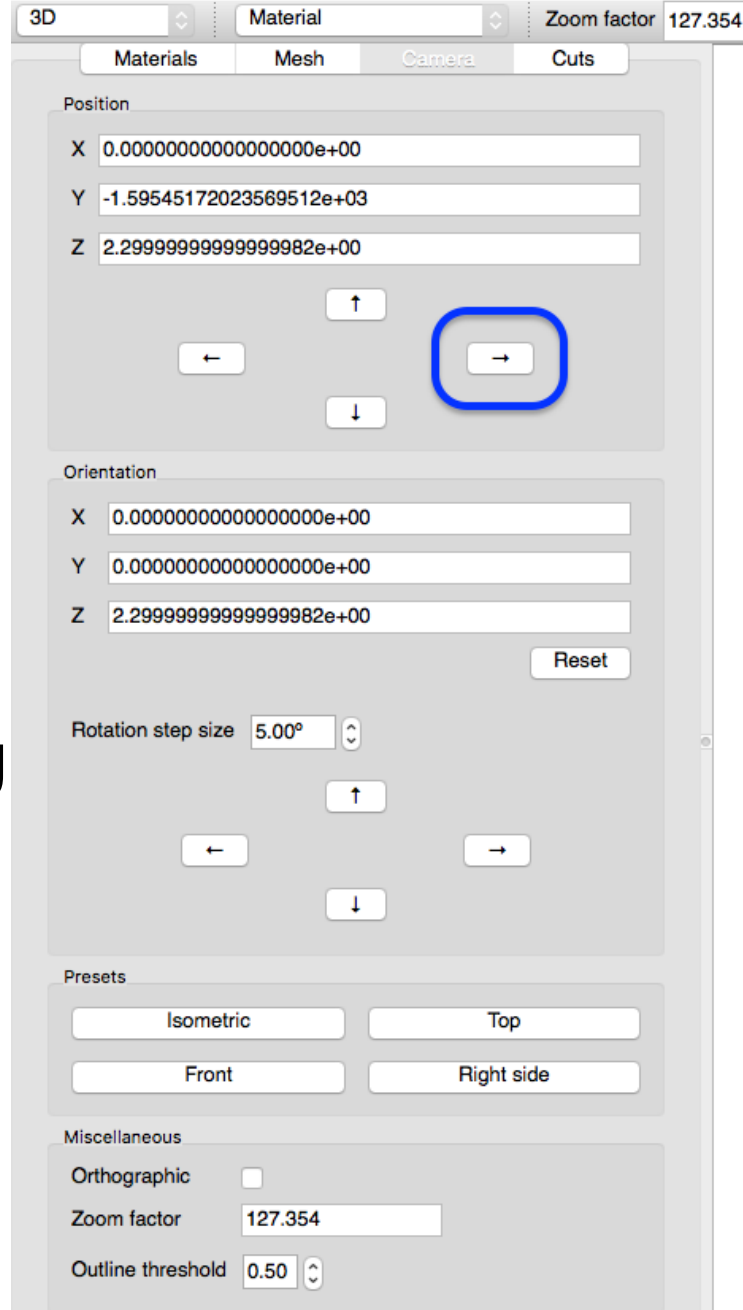 3D Material Zoom factor 127.354
Materials Mesh Camera Cuts
Position
X 0.00000000000000000e+00
Y -1.59545172023569512e+03
Z 2.29999999999999982e+00
↑
← →
↓
Orientation
X 0.00000000000000000e+00
Y 0.00000000000000000e+00
Z 2.29999999999999982e+00
Reset
Rotation step size 5.00º
↑
← →
↓
Presets
Isometric Top
Front Right side
Miscellaneous
Orthographic
Zoom factor 127.354
Outline threshold 0.50